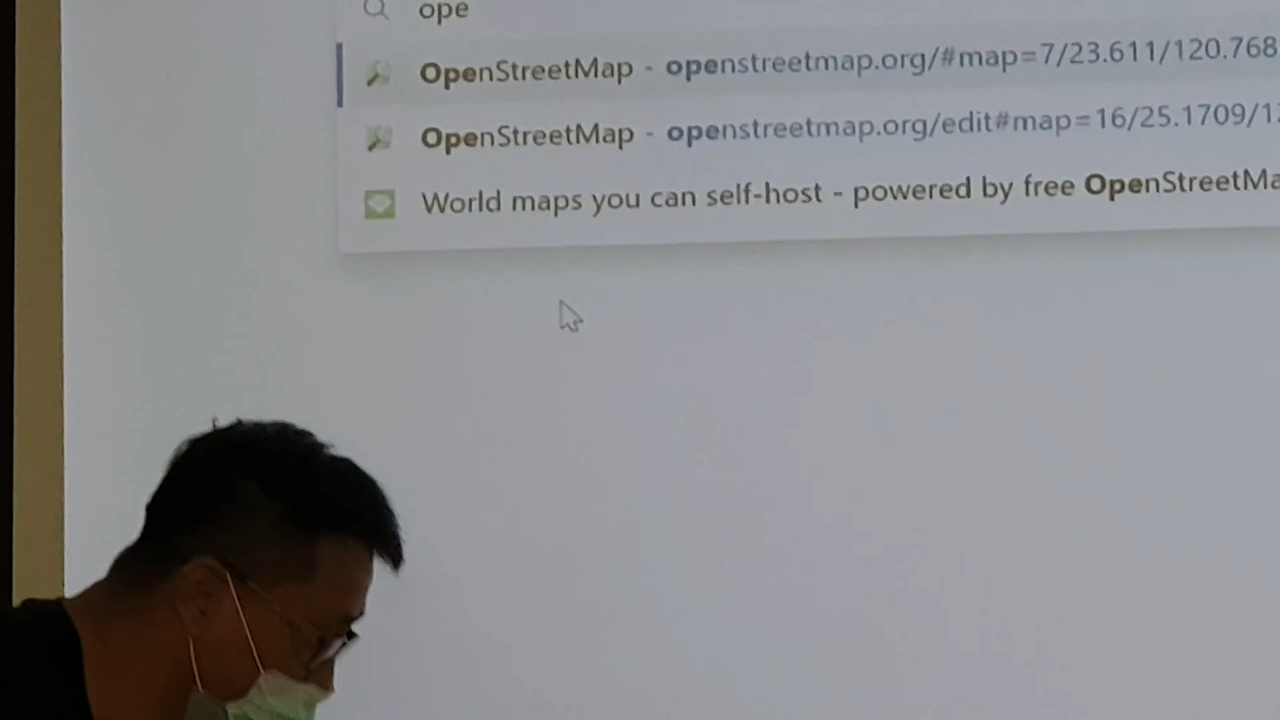 ope
OpenStreetMap - openstreetmap.org/#map=7/23.611/120.768
OpenStreetMap - openstreetmap.org/edit#map=16/25.1709/1
World maps you can self-host - powered by free OpenStreetMa